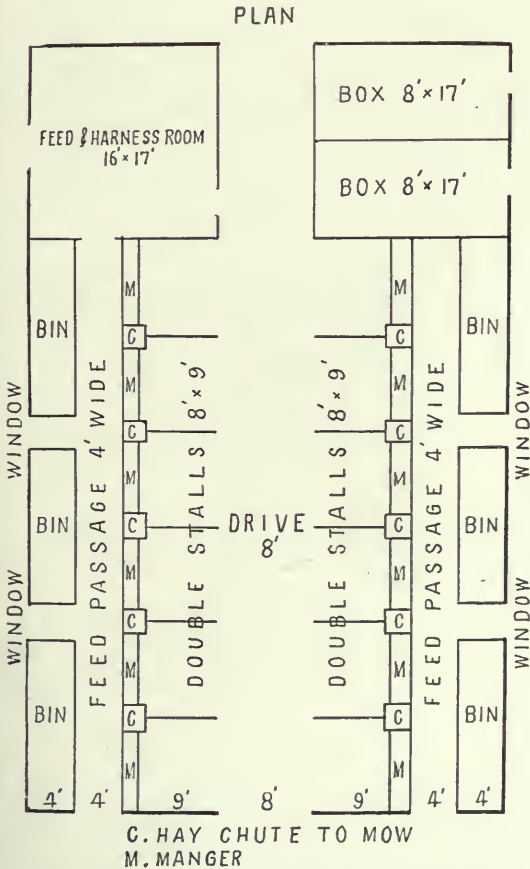 PLAN
FEED & HARNESS ROOM
16'× 17'
BOX 8'× 17'
BOX 8'× 17'
BIN
M
M
BIN
C
C
WINDOW
M
8'× 9'
8'× 9'
M
WINDOW
C
C
FEED PASSAGE 4' WIDE
M
DOUBLE STALLS
DOUBLE STALLS
M
FEED PASSAGE 4' WIDE
BIN
C
DRIVE
8'
C
BIN
WINDOW
M
M
WINDOW
C
C
M
M
BIN
C
C
BIN
M
M
4' 4' 9' 8' 9' 4' 4'
C. HAY CHUTE TO MOW
M. MANGER